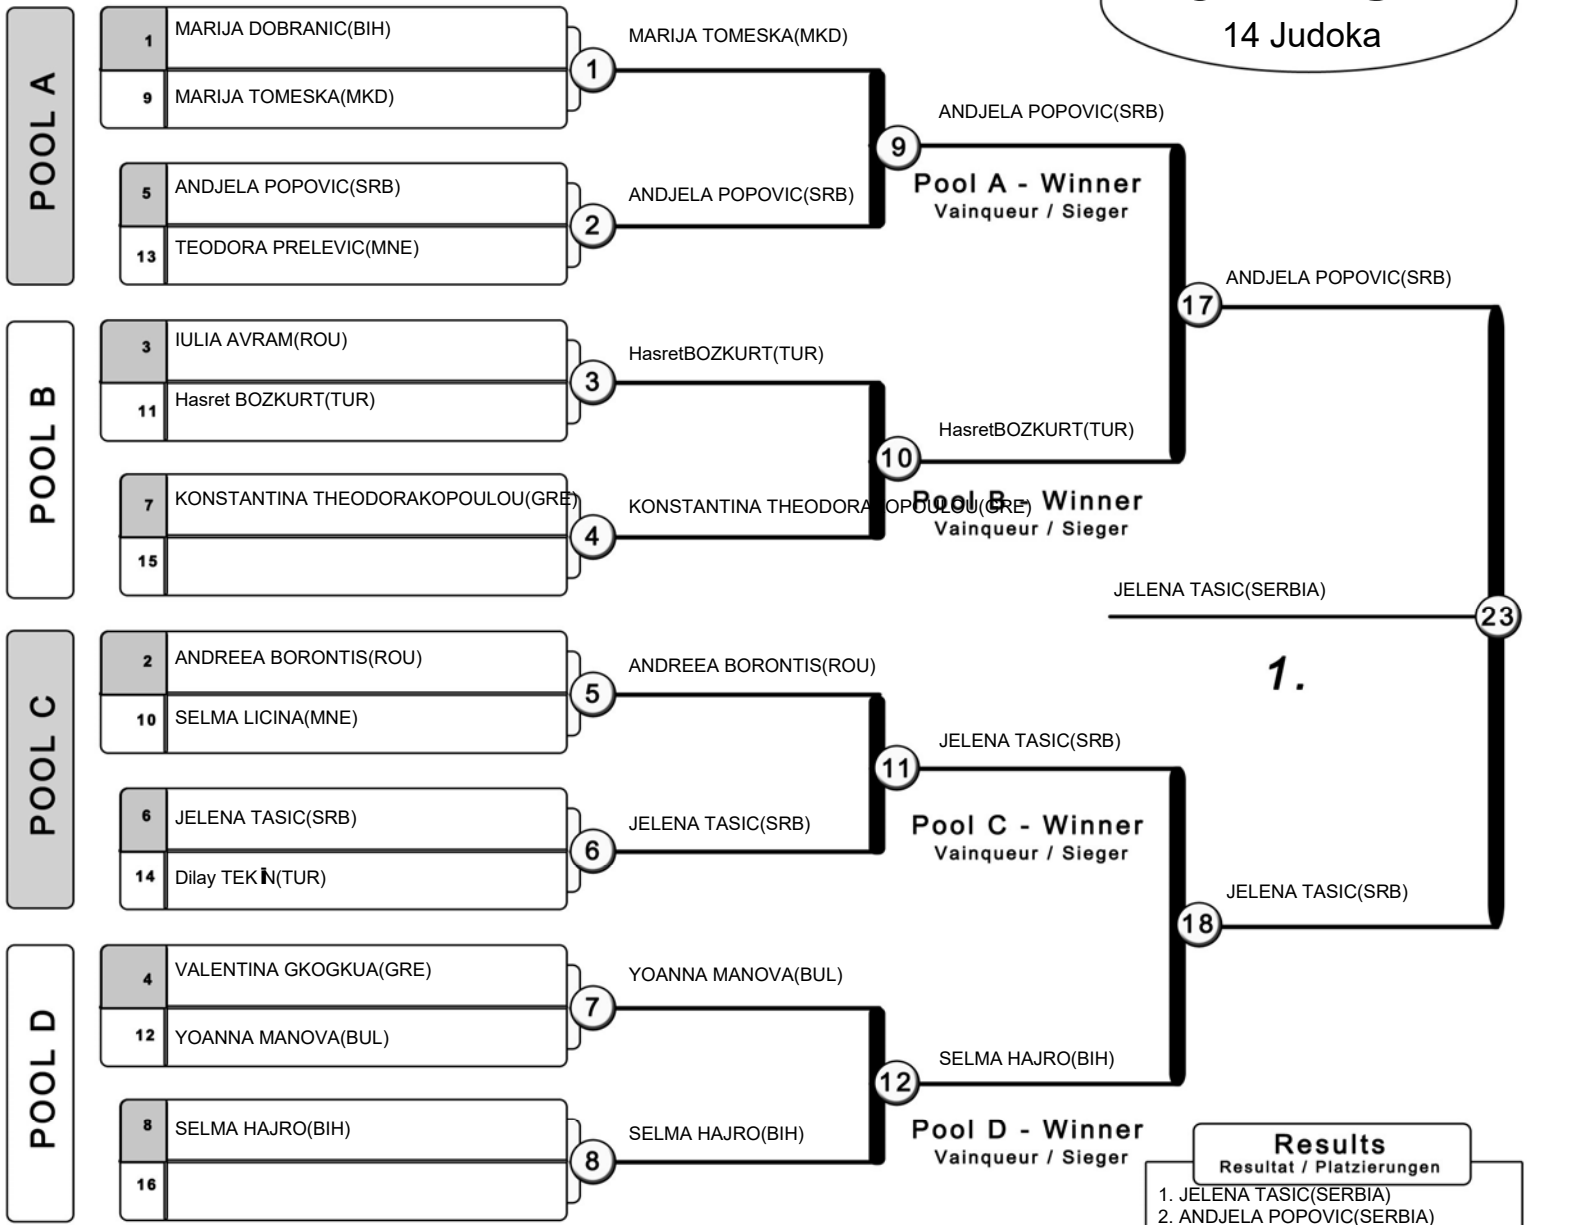 14 Judoka
POOL A
1 MARIJA DOBRANIC(BIH)
9 MARIJA TOMESKA(MKD)
5 ANDJELA POPOVIC(SRB)
13 TEODORA PRELEVIC(MNE)
1
MARIJA TOMESKA(MKD)
2
ANDJELA POPOVIC(SRB)
9
ANDJELA POPOVIC(SRB)
Pool A - Winner
Vainqueur / Sieger
POOL B
3 IULIA AVRAM(ROU)
11 Hasret BOZKURT(TUR)
7 KONSTANTINA THEODORAKOPOULOU(GRE)
15
3
HasretBOZKURT(TUR)
4
KONSTANTINA THEODORAKOPOULOU(GRE)
10
HasretBOZKURT(TUR)
Pool B - Winner
Vainqueur / Sieger
17
ANDJELA POPOVIC(SRB)
POOL C
2 ANDREEA BORONTIS(ROU)
10 SELMA LICINA(MNE)
6 JELENA TASIC(SRB)
14 Dilay TEKİN(TUR)
5
ANDREEA BORONTIS(ROU)
6
JELENA TASIC(SRB)
11
JELENA TASIC(SRB)
Pool C - Winner
Vainqueur / Sieger
POOL D
4 VALENTINA GKOGKUA(GRE)
12 YOANNA MANOVA(BUL)
8 SELMA HAJRO(BIH)
16
7
YOANNA MANOVA(BUL)
8
SELMA HAJRO(BIH)
12
SELMA HAJRO(BIH)
Pool D - Winner
Vainqueur / Sieger
18
JELENA TASIC(SRB)
JELENA TASIC(SERBIA)
23
1.
Results
Resultat / Platzierungen
1. JELENA TASIC(SERBIA)
2. ANDJELA POPOVIC(SERBIA)